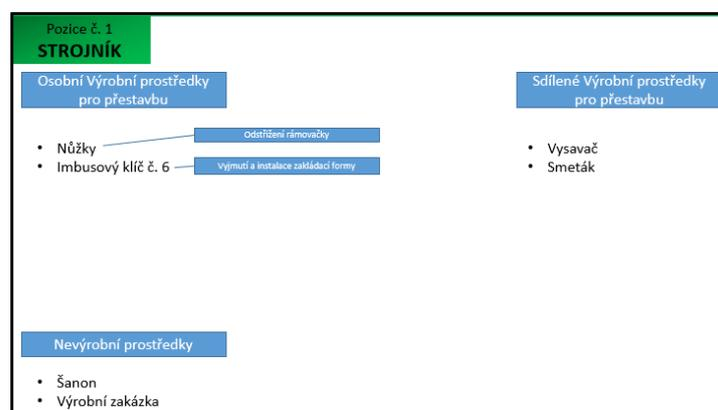 Pozice č. 1
STROJNÍK
Osobní Výrobní prostředky
pro přestavbu
Sdílené Výrobní prostředky
pro přestavbu
• Nůžky
Odstřižení rámovačky
• Imbusový klíč č. 6
Vyjmutí a instalace zakládací formy
• Vysavač
• Smeták
Nevýrobní prostředky
• Šanon
• Výrobní zakázka